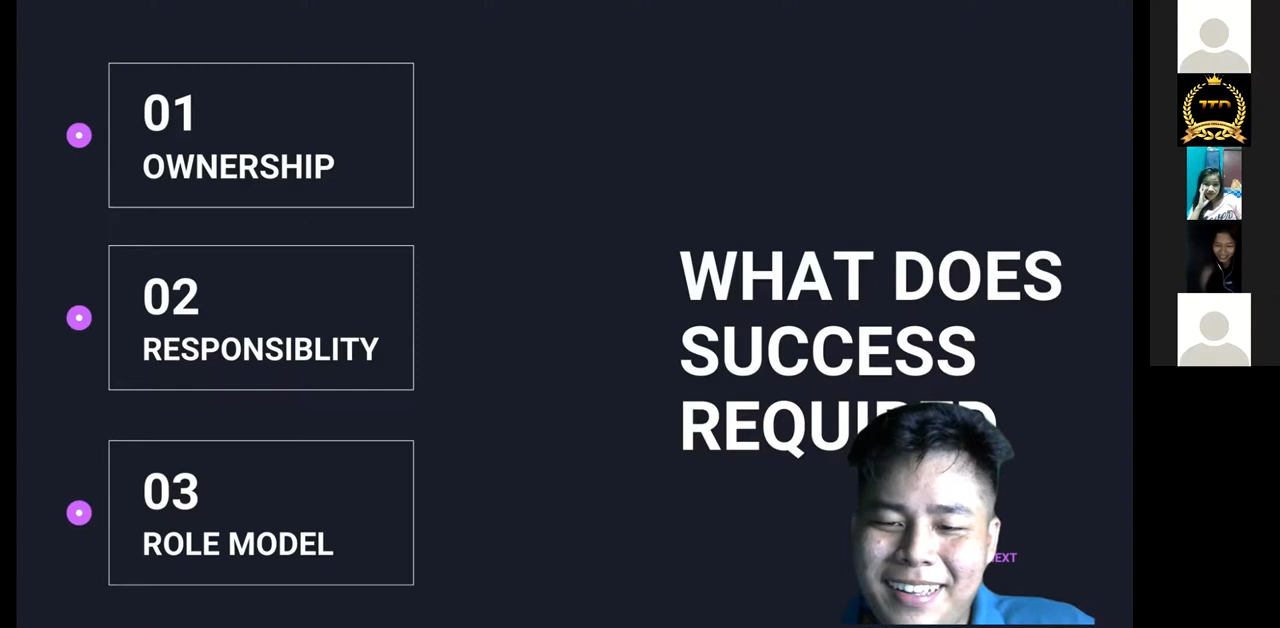 01
OWNERSHIP
02
RESPONSIBLITY
03
ROLE MODEL
WHAT DOES
SUCCESS